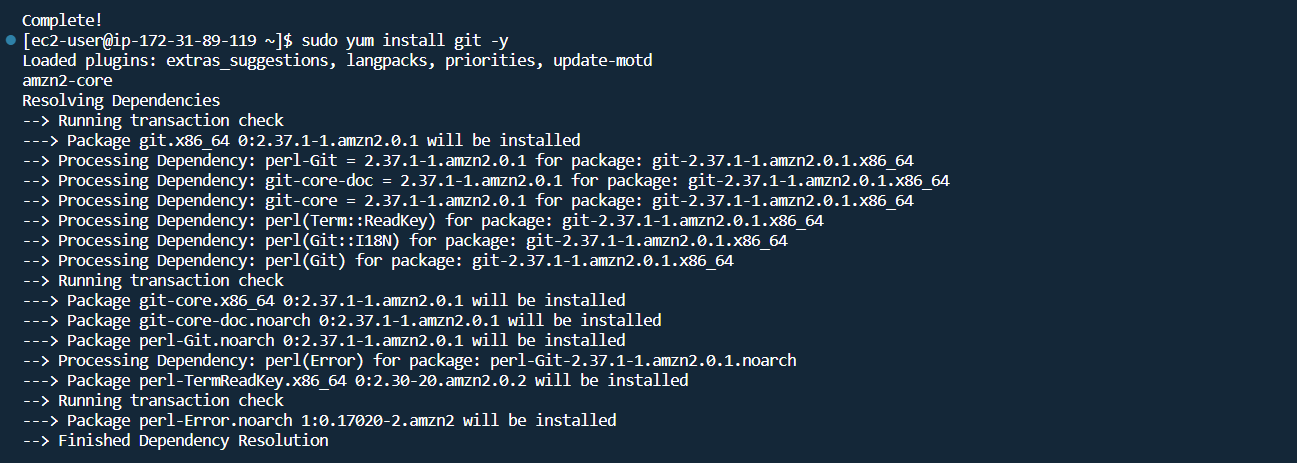 Complete!
[ec2-user@ip-172-31-89-119 ~]$ sudo yum install git -y
Loaded plugins: extras_suggestions, langpacks, priorities, update-motd
amzn2-core
Resolving Dependencies
--> Running transaction check
---> Package git.x86_64 0:2.37.1-1.amzn2.0.1 will be installed
--> Processing Dependency: perl-Git = 2.37.1-1.amzn2.0.1 for package: git-2.37.1-1.amzn2.0.1.x86_64
--> Processing Dependency: git-core-doc = 2.37.1-1.amzn2.0.1 for package: git-2.37.1-1.amzn2.0.1.x86_64
--> Processing Dependency: git-core = 2.37.1-1.amzn2.0.1 for package: git-2.37.1-1.amzn2.0.1.x86_64
--> Processing Dependency: perl(Term::ReadKey) for package: git-2.37.1-1.amzn2.0.1.x86_64
--> Processing Dependency: perl(Git::I18N) for package: git-2.37.1-1.amzn2.0.1.x86_64
--> Processing Dependency: perl(Git) for package: git-2.37.1-1.amzn2.0.1.x86_64
--> Running transaction check
---> Package git-core.x86_64 0:2.37.1-1.amzn2.0.1 will be installed
---> Package git-core-doc.noarch 0:2.37.1-1.amzn2.0.1 will be installed
---> Package perl-Git.noarch 0:2.37.1-1.amzn2.0.1 will be installed
--> Processing Dependency: perl(Error) for package: perl-Git-2.37.1-1.amzn2.0.1.noarch
---> Package perl-TermReadKey.x86_64 0:2.30-20.amzn2.0.2 will be installed
--> Running transaction check
---> Package perl-Error.noarch 1:0.17020-2.amzn2 will be installed
--> Finished Dependency Resolution